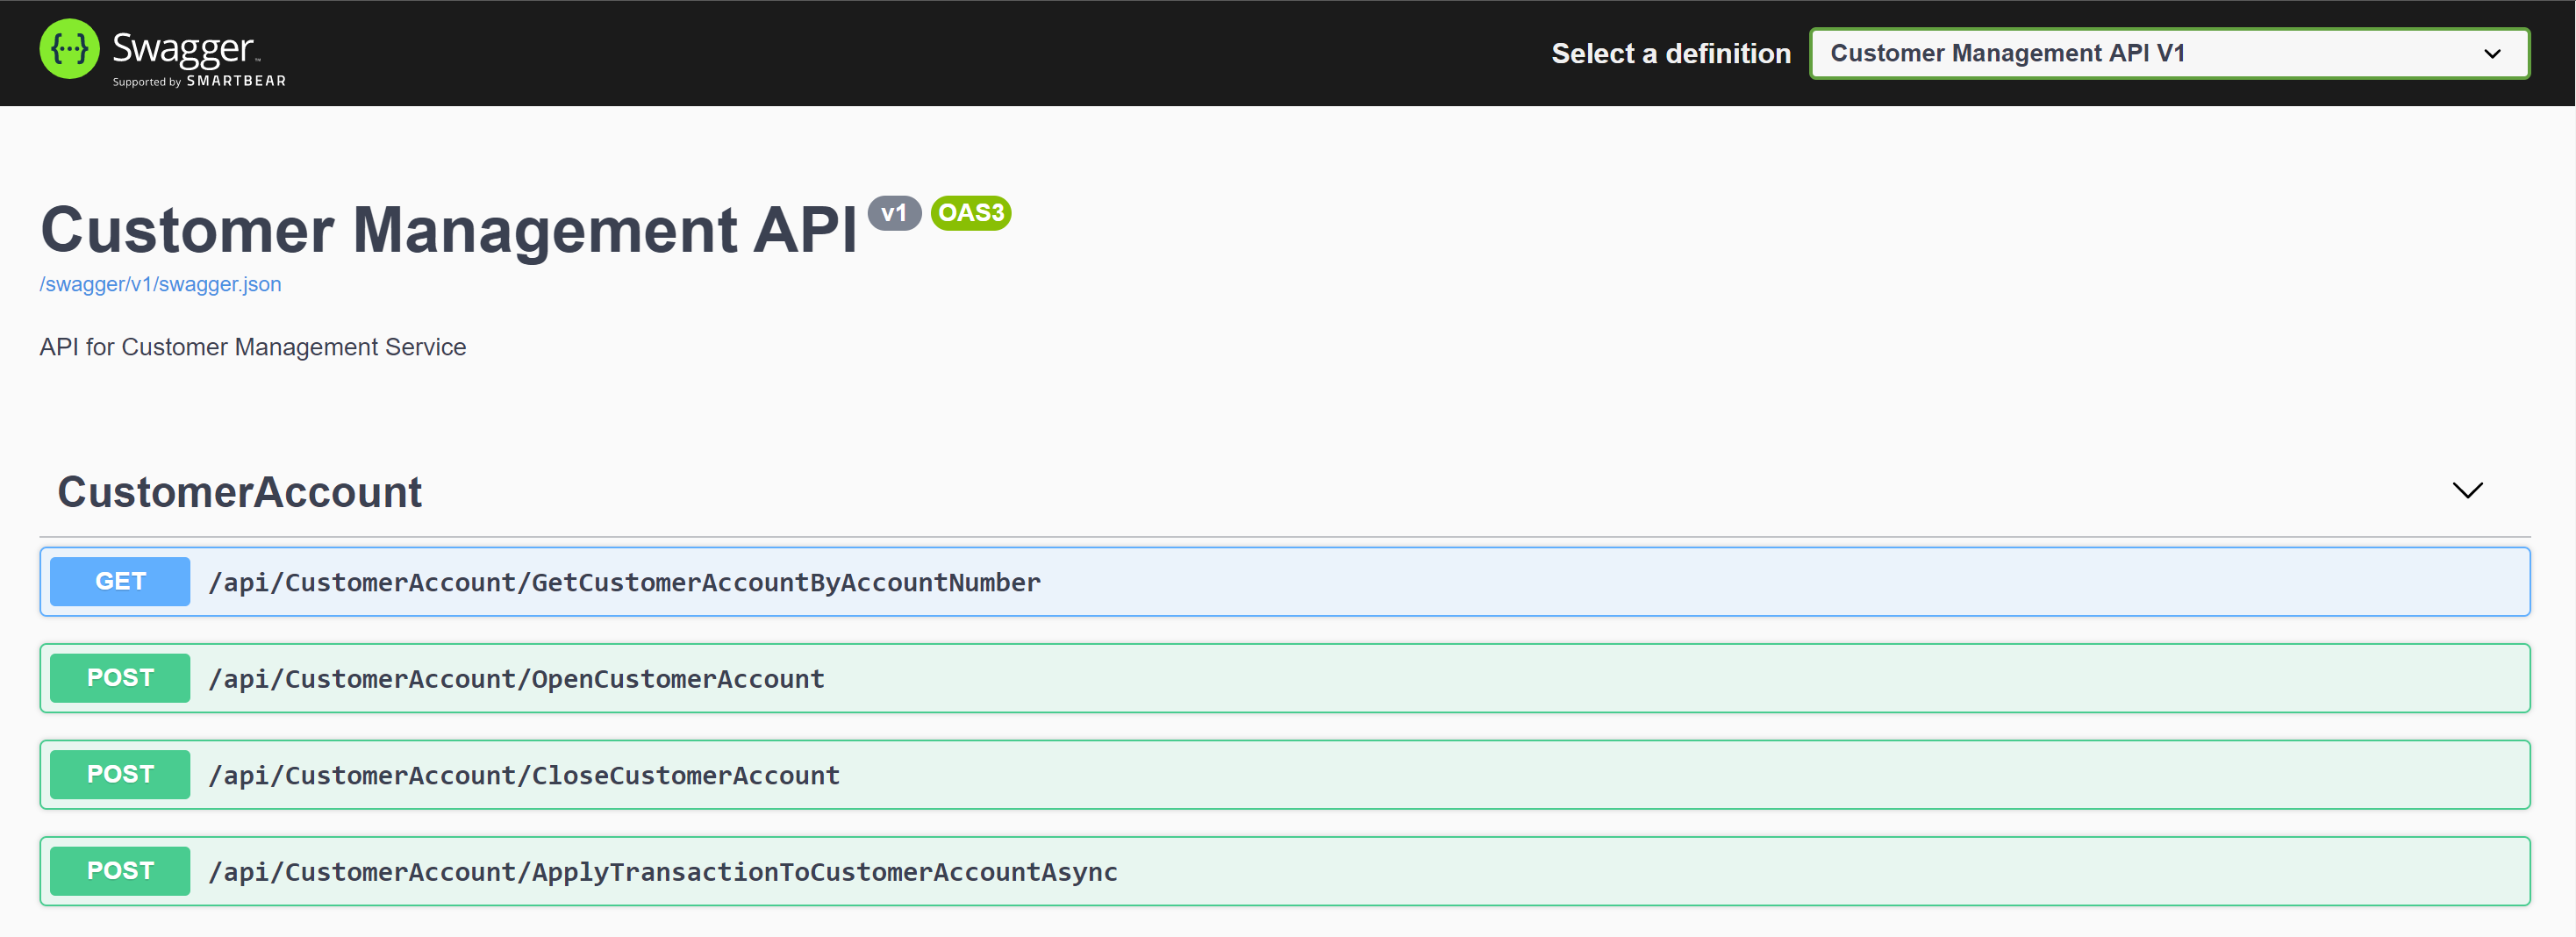 {···} Swagger™
Supported by SMARTBEAR
Select a definition
Customer Management API V1
Customer Management API v1 OAS3
/swagger/v1/swagger.json
API for Customer Management Service
CustomerAccount
GET /api/CustomerAccount/GetCustomerAccountByAccountNumber
POST /api/CustomerAccount/OpenCustomerAccount
POST /api/CustomerAccount/CloseCustomerAccount
POST /api/CustomerAccount/ApplyTransactionToCustomerAccountAsync